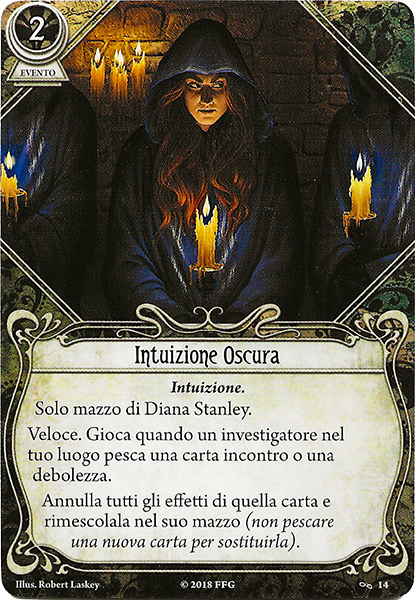 2
EVENTO
Intuizione Oscura
Intuizione.
Solo mazzo di Diana Stanley.
Veloce. Gioca quando un investigatore nel
tuo luogo pesca una carta incontro o una
debolezza.
Annulla tutti gli effetti di quella carta e
rimescolala nel suo mazzo (non pescare
una nuova carta per sostituirla).
Illus. Robert Laskey © 2018 FFG 14